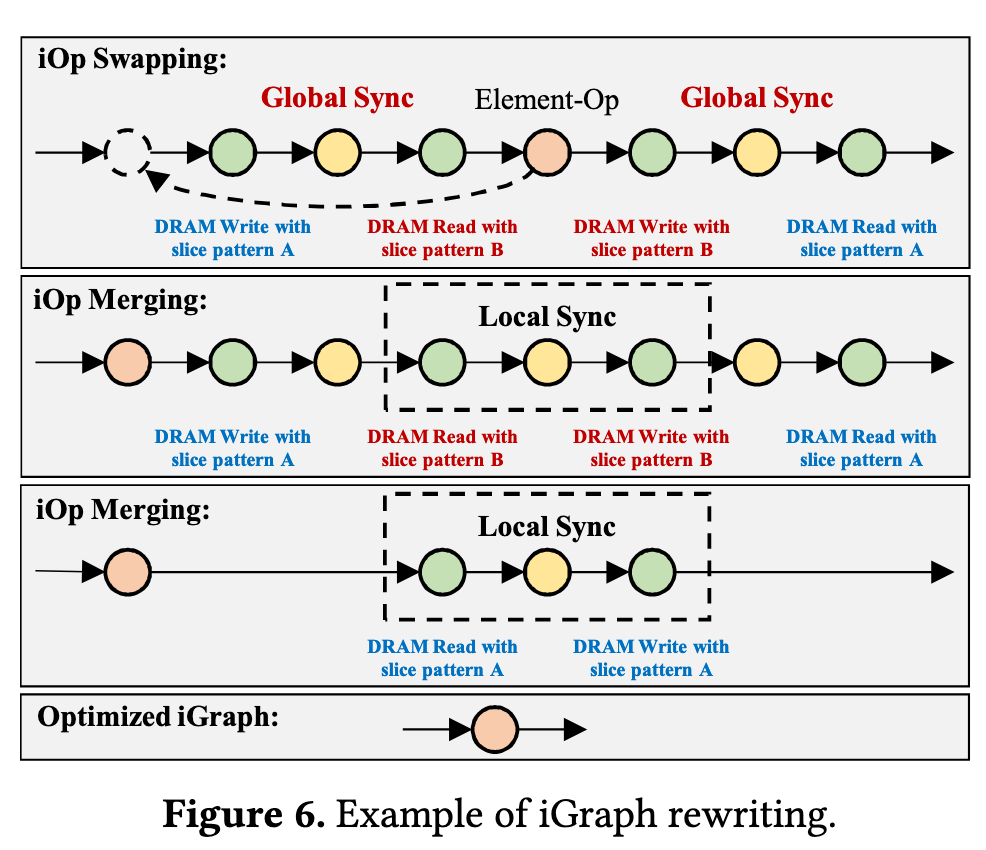 iOp Swapping:
Global Sync Element-Op Global Sync
DRAM Write with DRAM Read with DRAM Write with DRAM Read with
slice pattern A slice pattern B slice pattern B slice pattern A
iOp Merging:
Local Sync
DRAM Write with DRAM Read with DRAM Write with DRAM Read with
slice pattern A slice pattern B slice pattern B slice pattern A
iOp Merging:
Local Sync
DRAM Read with DRAM Write with
slice pattern A slice pattern A
Optimized iGraph:
Figure 6. Example of iGraph rewriting.